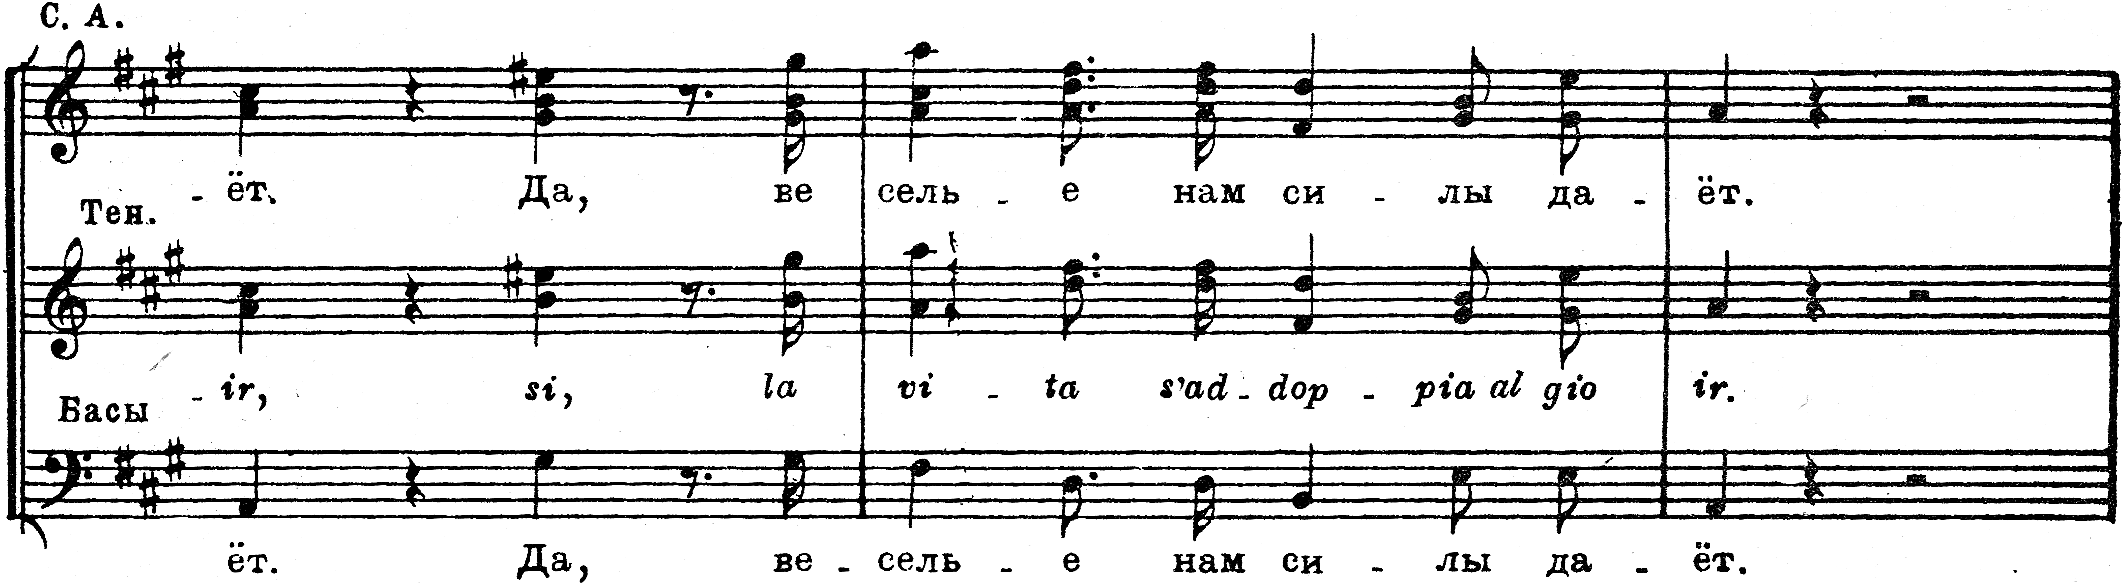 С. А.
- ёт. Да, ве сель - е нам си - лы да - ёт.
Тен.
- ir, si, la vi - ta s'ad - dop - pia al gio ir.
Басы
ёт. Да, ве - сель - е нам си - лы да - ёт.